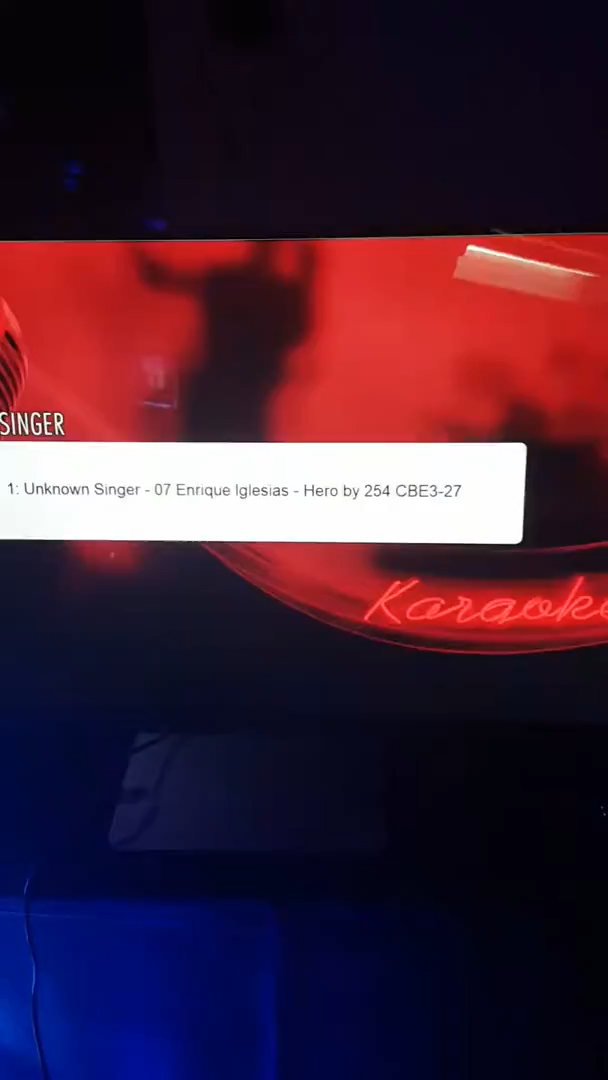 SINGER
1: Unknown Singer - 07 Enrique Iglesias - Hero by 254 CBE3-27
Karaoke